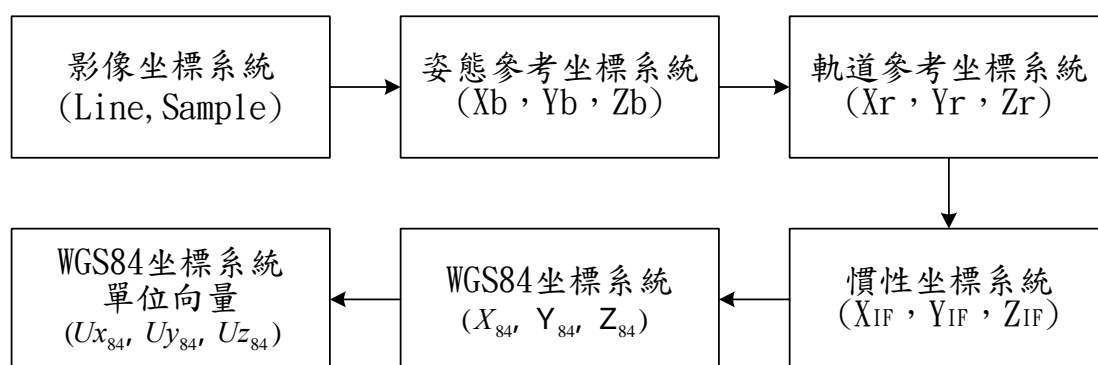 影像坐標系統
(Line,Sample)
姿態參考坐標系統
(Xb，Yb，Zb)
軌道參考坐標系統
(Xr，Yr，Zr)
WGS84坐標系統
單位向量
(Ux84, Uy84, Uz84)
WGS84坐標系統
(X84, Y84, Z84)
慣性坐標系統
(XIF，YIF，ZIF)